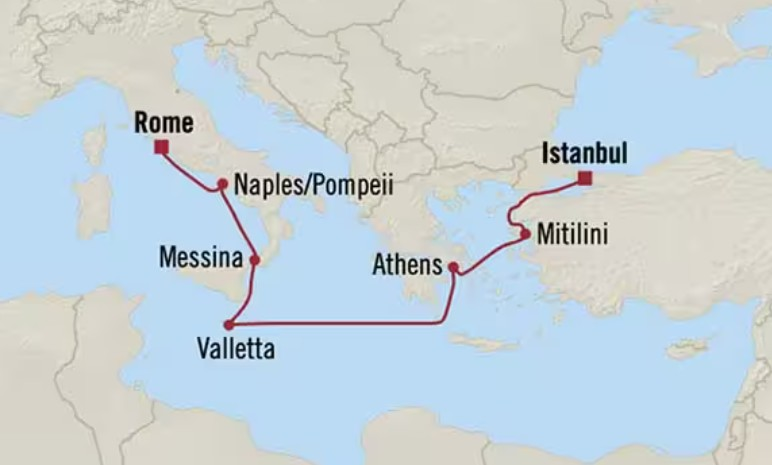 Rome
Istanbul
Naples/Pompeii
Mitilini
Messina
Athens
Valletta